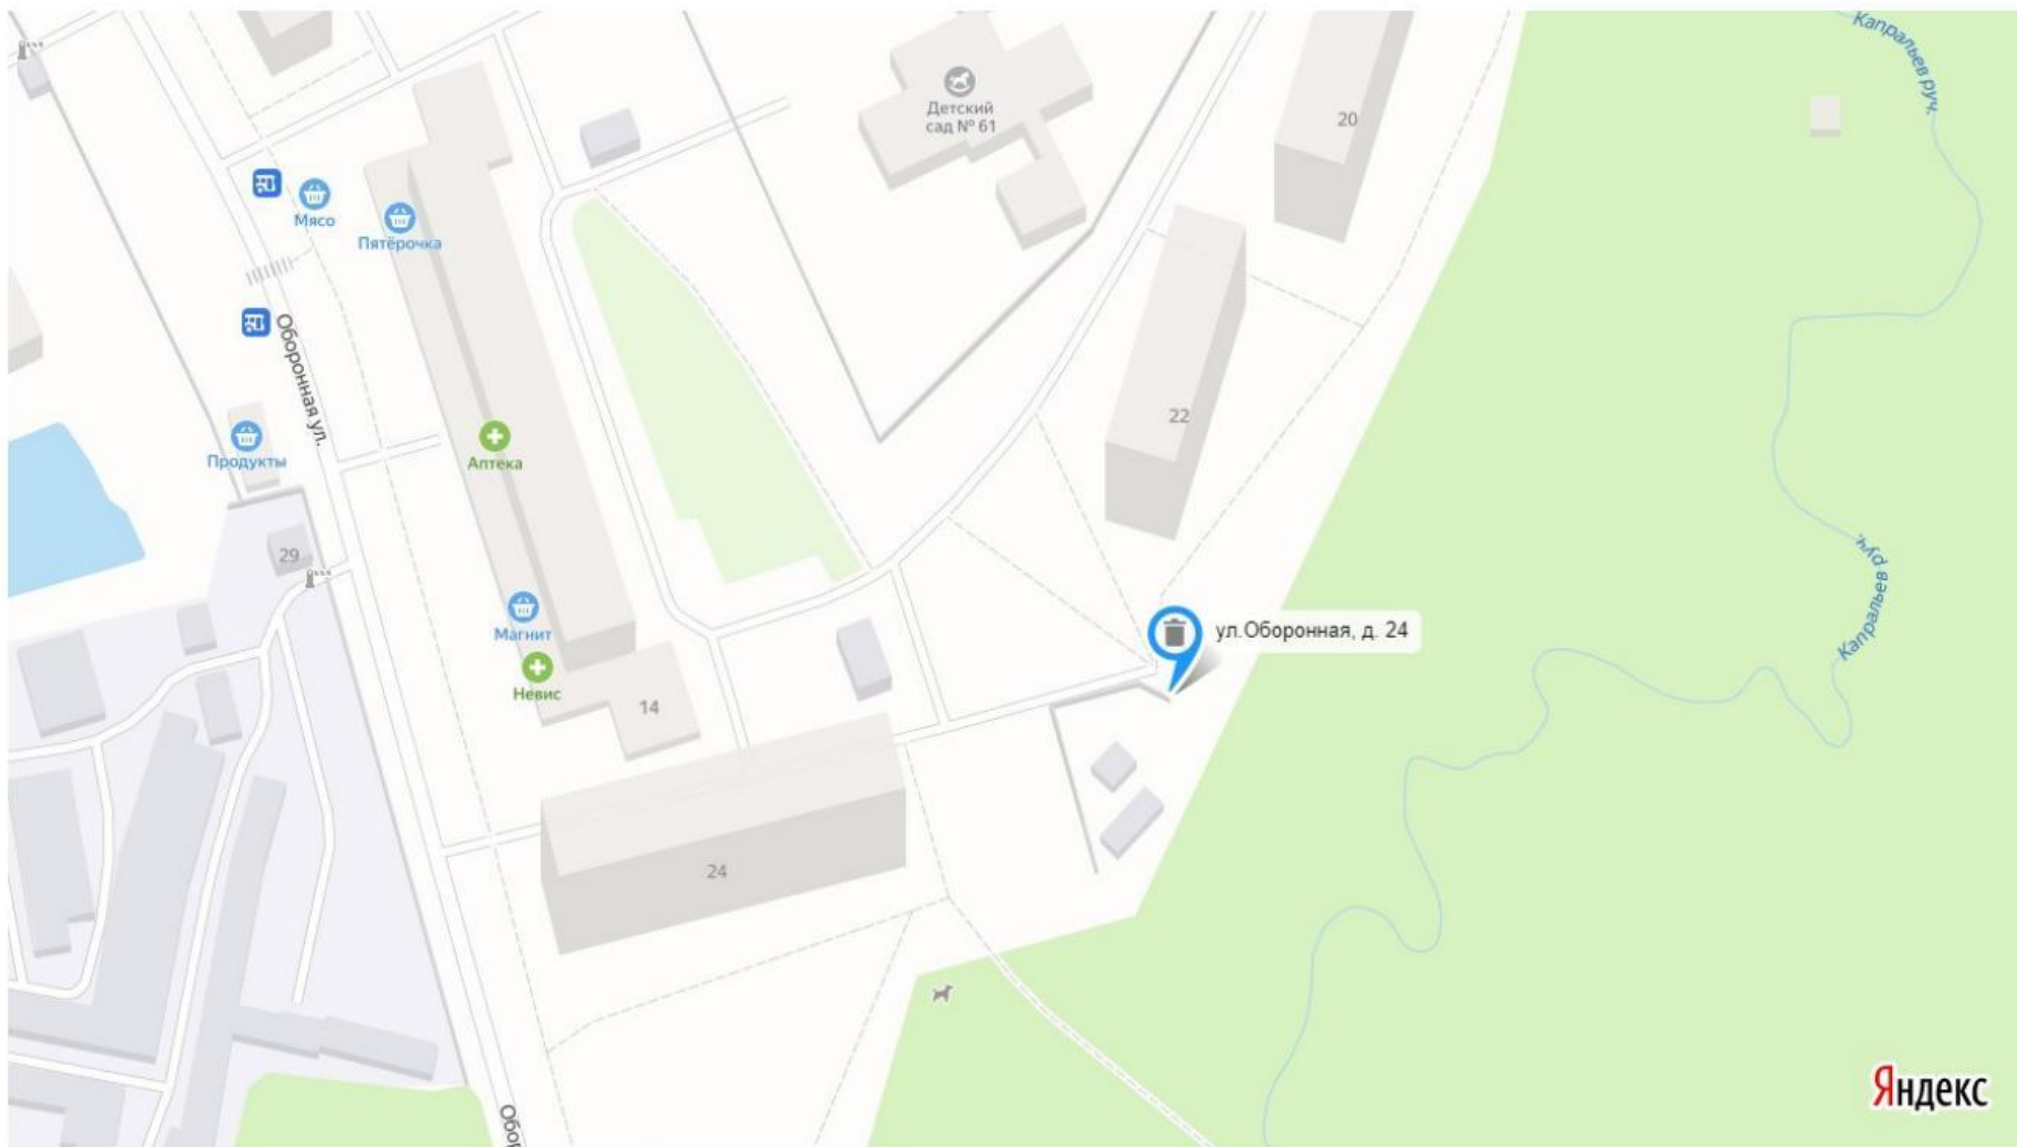 Капральев руч.
Детский
сад № 61
20
Мясо
Пятёрочка
Оборонная ул.
22
Продукты
Аптека
29
Капральев руч.
Магнит
ул.Оборонная, д. 24
Невис
14
24
Яндекс